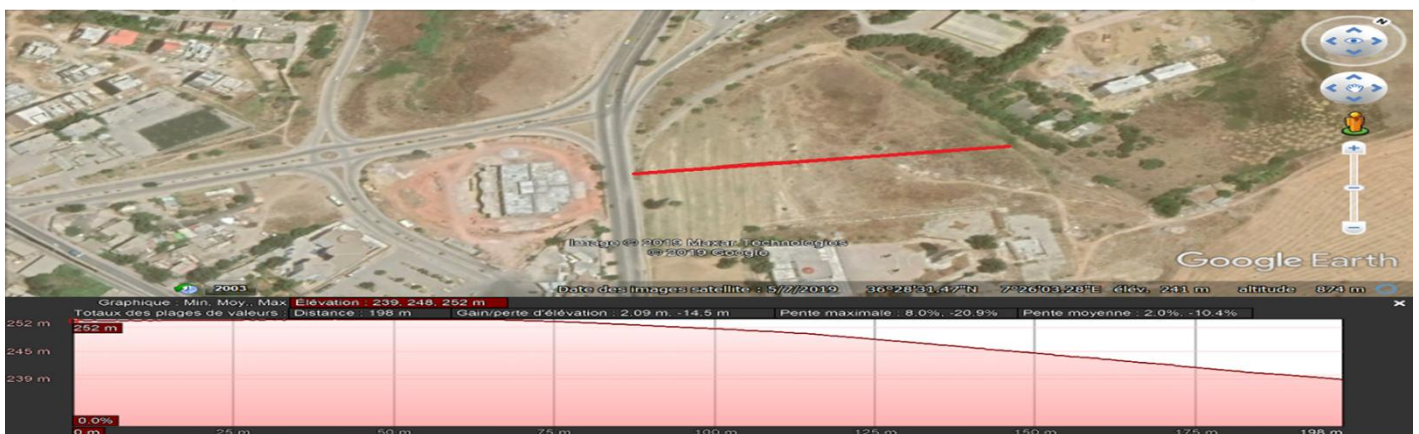 N
Image © 2019 Maxar Technologies
© 2019 Google
Google Earth
2003
Date des images satellite : 5/7/2019 36°28'31.47"N 7°26'03.28"E élév. 241 m altitude 874 m
Graphique : Min. Moy., Max Élévation : 239, 248, 252 m
Totaux des plages de valeurs : Distance : 198 m Gain/perte d'élévation : 2.09 m, -14.5 m Pente maximale : 8.0%, -20.9% Pente moyenne : 2.0%, -10.4%
252 m
252 m
245 m
239 m
0.0%
0 m 25 m 50 m 75 m 100 m 125 m 150 m 175 m 198 m